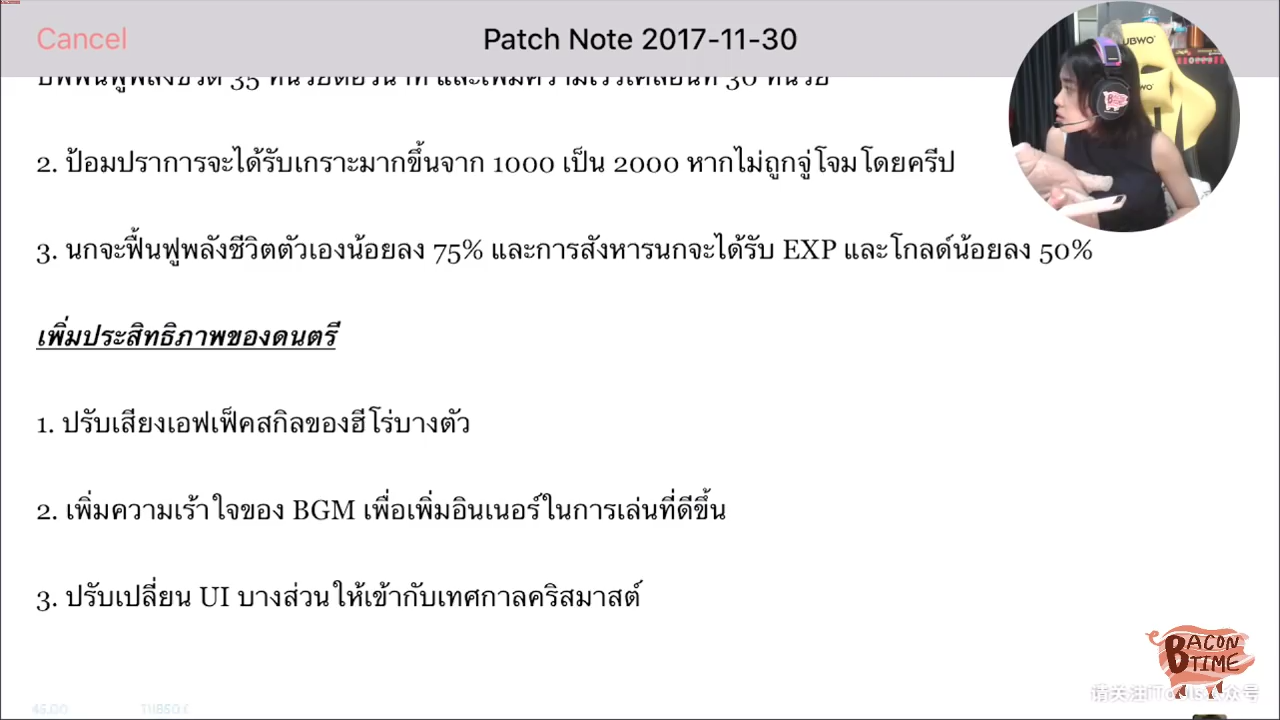 Cancel
Patch Note 2017-11-30
2. ป้อมปราการจะได้รับเกราะมากขึ้นจาก 1000 เป็น 2000 หากไม่ถูกจู่โจมโดยครีป
3. นกจะฟื้นฟูพลังชีวิตตัวเองน้อยลง 75% และการสังหารนกจะได้รับ EXP และโกลด์น้อยลง 50%
เพิ่มประสิทธิภาพของดนตรี
1. ปรับเสียงเอฟเฟ็คสกิลของฮีโร่บางตัว
2. เพิ่มความเร้าใจของ BGM เพื่อเพิ่มอินเนอร์ในการเล่นที่ดีขึ้น
3. ปรับเปลี่ยน UI บางส่วนให้เข้ากับเทศกาลคริสมาสต์
BACON
TIME